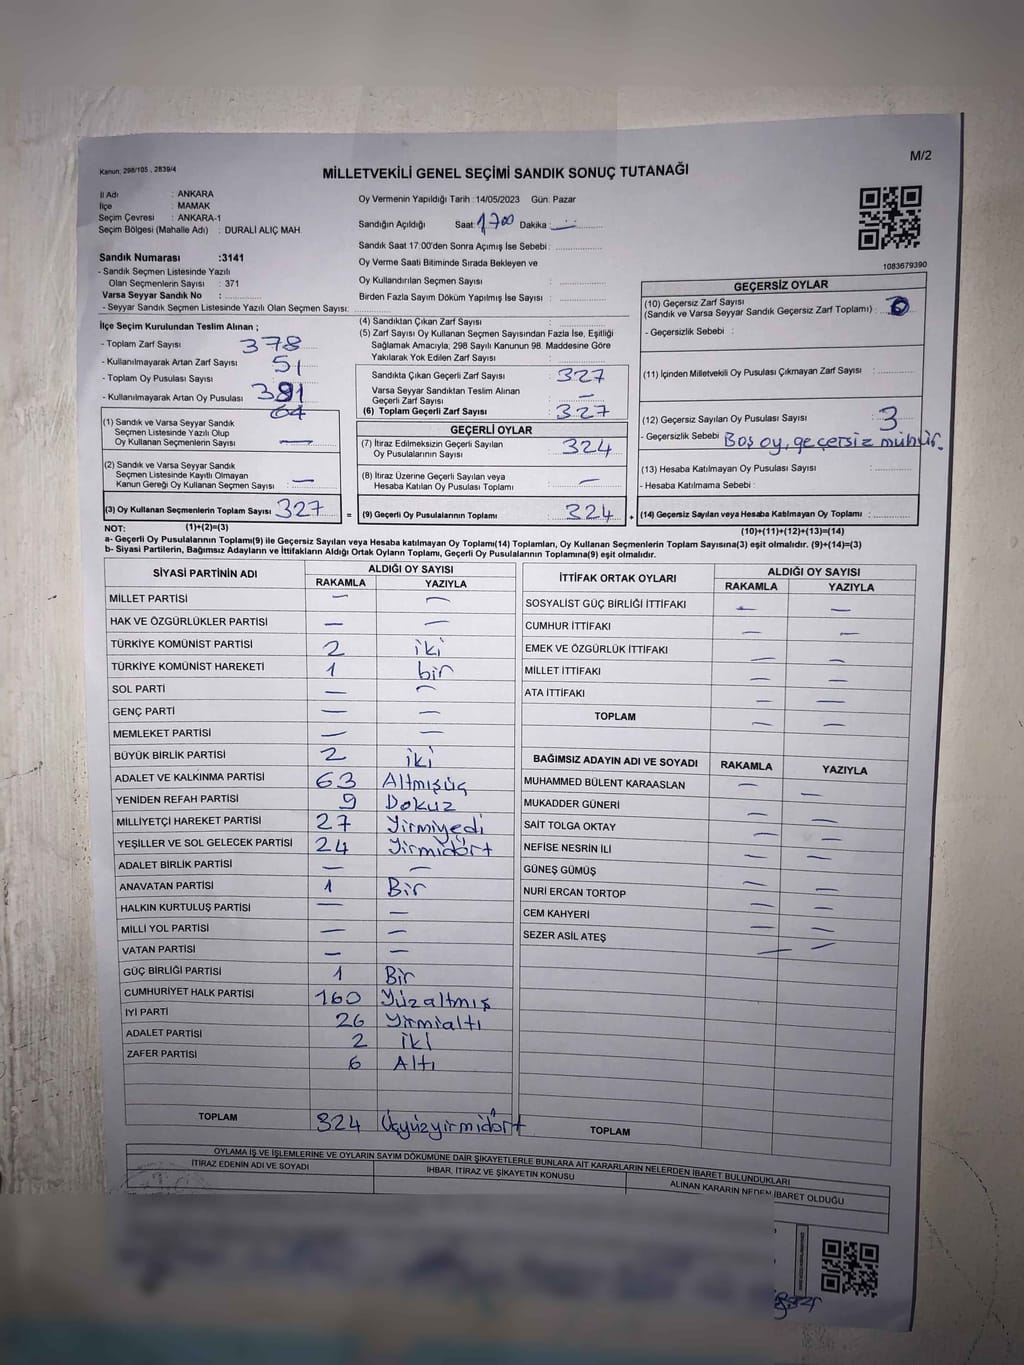 Kanun, 298/105 , 2839/4
MİLLETVEKİLİ GENEL SEÇİMİ SANDIK SONUÇ TUTANAĞI
M/2
İl Adı : ANKARA
İlçe : MAMAK
Seçim Çevresi : ANKARA-1
Seçim Bölgesi (Mahalle Adı) : DURALİ ALIÇ MAH.
Sandık Numarası :3141
- Sandık Seçmen Listesinde Yazılı
Olan Seçmenlerin Sayısı : 371
Varsa Seyyar Sandık No :
- Seyyar Sandık Seçmen Listesinde Yazılı Olan Seçmen Sayısı:
Oy Vermenin Yapıldığı Tarih : 14/05/2023 Gün: Pazar
Sandığın Açıldığı Saat: 1700 Dakika :
Sandık Saat 17:00'den Sonra Açımış İse Sebebi :
Oy Verme Saati Bitiminde Sırada Bekleyen ve
Oy Kullandırılan Seçmen Sayısı :
Birden Fazla Sayım Döküm Yapılmış İse Sayısı :
1083679390
İlçe Seçim Kurulundan Teslim Alınan ;
- Toplam Zarf Sayısı : 378
- Kullanılmayarak Artan Zarf Sayısı 51
- Toplam Oy Pusulası Sayısı : 391
- Kullanılmayarak Artan Oy Pusulası 64
(1) Sandık ve Varsa Seyyar Sandık
Seçmen Listesinde Yazılı Olup
Oy Kullanan Seçmenlerin Sayısı : —
(2) Sandık ve Varsa Seyyar Sandık
Seçmen Listesinde Kayıtlı Olmayan
Kanun Gereği Oy Kullanan Seçmen Sayısı : —
(3) Oy Kullanan Seçmenlerin Toplam Sayısı : 327
(4) Sandıktan Çıkan Zarf Sayısı :
(5) Zarf Sayısı Oy Kullanan Seçmen Sayısından Fazla İse, Eşitliği
Sağlamak Amacıyla, 298 Sayılı Kanunun 98. Maddesine Göre
Yakılarak Yok Edilen Zarf Sayısı :
Sandıkta Çıkan Geçerli Zarf Sayısı : 327
Varsa Seyyar Sandıktan Teslim Alınan
Geçerli Zarf Sayısı : —
(6) Toplam Geçerli Zarf Sayısı : 327
GEÇERLİ OYLAR
(7) İtiraz Edilmeksizin Geçerli Sayılan
Oy Pusulalarının Sayısı : 324
(8) İtiraz Üzerine Geçerli Sayılan veya
Hesaba Katılan Oy Pusulası Toplamı : —
= (9) Geçerli Oy Pusulalarının Toplamı : 324
GEÇERSİZ OYLAR
(10) Geçersiz Zarf Sayısı
(Sandık ve Varsa Seyyar Sandık Geçersiz Zarf Toplamı) : 0
- Geçersizlik Sebebi :
(11) İçinden Milletvekili Oy Pusulası Çıkmayan Zarf Sayısı :
(12) Geçersiz Sayılan Oy Pusulası Sayısı : 3
- Geçersizlik Sebebi : Boş oy, geçersiz mühür.
(13) Hesaba Katılmayan Oy Pusulası Sayısı :
- Hesaba Katılmama Sebebi :
+ (14) Geçersiz Sayılan veya Hesaba Katılmayan Oy Toplamı :
NOT: (1)+(2)=(3)
(10)+(11)+(12)+(13)=(14)
a- Geçerli Oy Pusulalarının Toplamı(9) ile Geçersiz Sayılan veya Hesaba katılmayan Oy Toplamı(14) Toplamları, Oy Kullanan Seçmenlerin Toplam Sayısına(3) eşit olmalıdır. (9)+(14)=(3)
b- Siyasi Partilerin, Bağımsız Adayların ve İttifakların Aldığı Ortak Oyların Toplamı, Geçerli Oy Pusulalarının Toplamına(9) eşit olmalıdır.
SİYASİ PARTİNİN ADI ALDIĞI OY SAYISI
RAKAMLA YAZIYLA
MİLLET PARTİSİ — —
HAK VE ÖZGÜRLÜKLER PARTİSİ — —
TÜRKİYE KOMÜNİST PARTİSİ 2 iki
TÜRKİYE KOMÜNİST HAREKETİ 1 bir
SOL PARTİ — —
GENÇ PARTİ — —
MEMLEKET PARTİSİ — —
BÜYÜK BİRLİK PARTİSİ 2 iki
ADALET VE KALKINMA PARTİSİ 63 Altmışüç
YENİDEN REFAH PARTİSİ 9 Dokuz
MİLLİYETÇİ HAREKET PARTİSİ 27 Yirmiyedi
YEŞİLLER VE SOL GELECEK PARTİSİ 24 Yirmidört
ADALET BİRLİK PARTİSİ — —
ANAVATAN PARTİSİ 1 Bir
HALKIN KURTULUŞ PARTİSİ — —
MİLLİ YOL PARTİSİ — —
VATAN PARTİSİ — —
GÜÇ BİRLİĞİ PARTİSİ 1 Bir
CUMHURİYET HALK PARTİSİ 160 Yüzaltmış
İYİ PARTİ 26 Yirmialtı
ADALET PARTİSİ 2 iki
ZAFER PARTİSİ 6 Altı
TOPLAM 324 Üçyüzyirmidört
İTTİFAK ORTAK OYLARI ALDIĞI OY SAYISI
RAKAMLA YAZIYLA
SOSYALİST GÜÇ BİRLİĞİ İTTİFAKI — —
CUMHUR İTTİFAKI — —
EMEK VE ÖZGÜRLÜK İTTİFAKI — —
MİLLET İTTİFAKI — —
ATA İTTİFAKI — —
TOPLAM — —
BAĞIMSIZ ADAYIN ADI VE SOYADI RAKAMLA YAZIYLA
MUHAMMED BÜLENT KARAASLAN — —
MUKADDER GÜNERİ — —
SAİT TOLGA OKTAY — —
NEFİSE NESRİN İLİ — —
GÜNEŞ GÜMÜŞ — —
NURİ ERCAN TORTOP — —
CEM KAHYERİ — —
SEZER ASİL ATEŞ — —
TOPLAM
OYLAMA İŞ VE İŞLEMLERİNE VE OYLARIN SAYIM DÖKÜMÜNE DAİR ŞİKAYETLERLE BUNLARA AİT KARARLARIN NELERDEN İBARET BULUNDUKLARI
İTİRAZ EDENİN ADI VE SOYADI İHBAR, İTİRAZ VE ŞİKAYETİN KONUSU ALINAN KARARIN NEDEN İBARET OLDUĞU